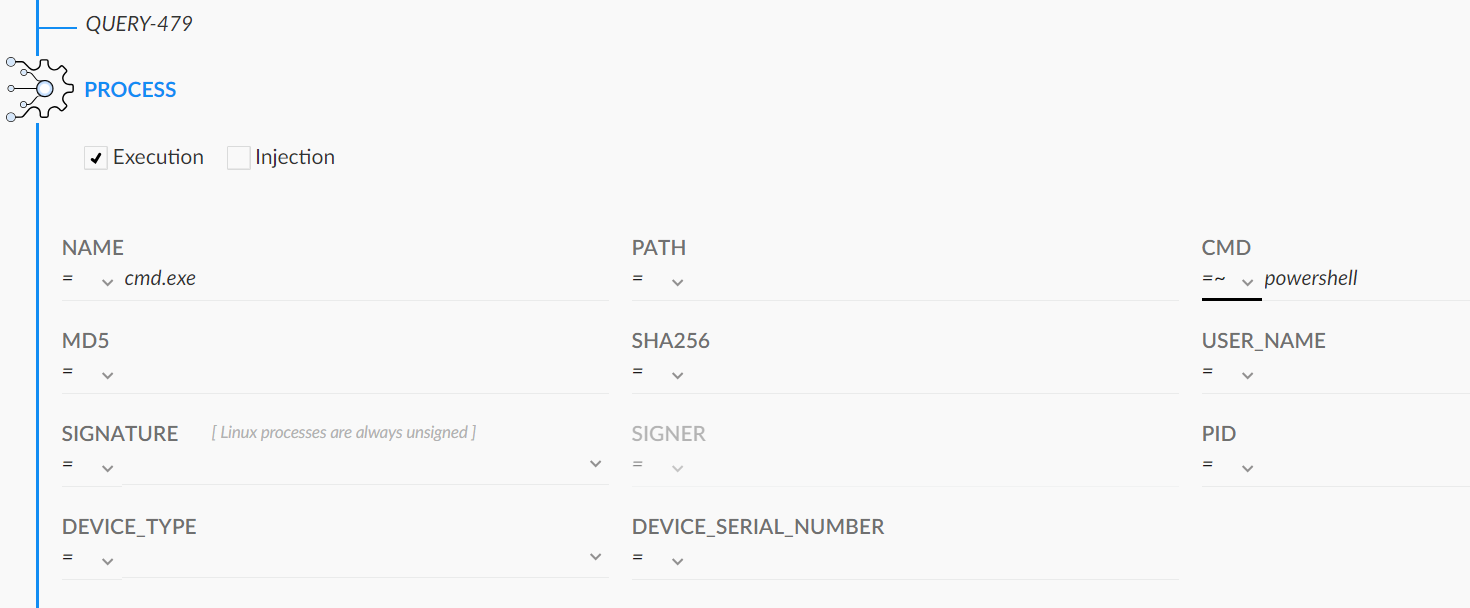 QUERY-479
PROCESS
Execution Injection
NAME PATH CMD
= cmd.exe = =~ powershell
MD5 SHA256 USER_NAME
= = =
SIGNATURE [ Linux processes are always unsigned ] SIGNER PID
= = =
DEVICE_TYPE DEVICE_SERIAL_NUMBER
= =